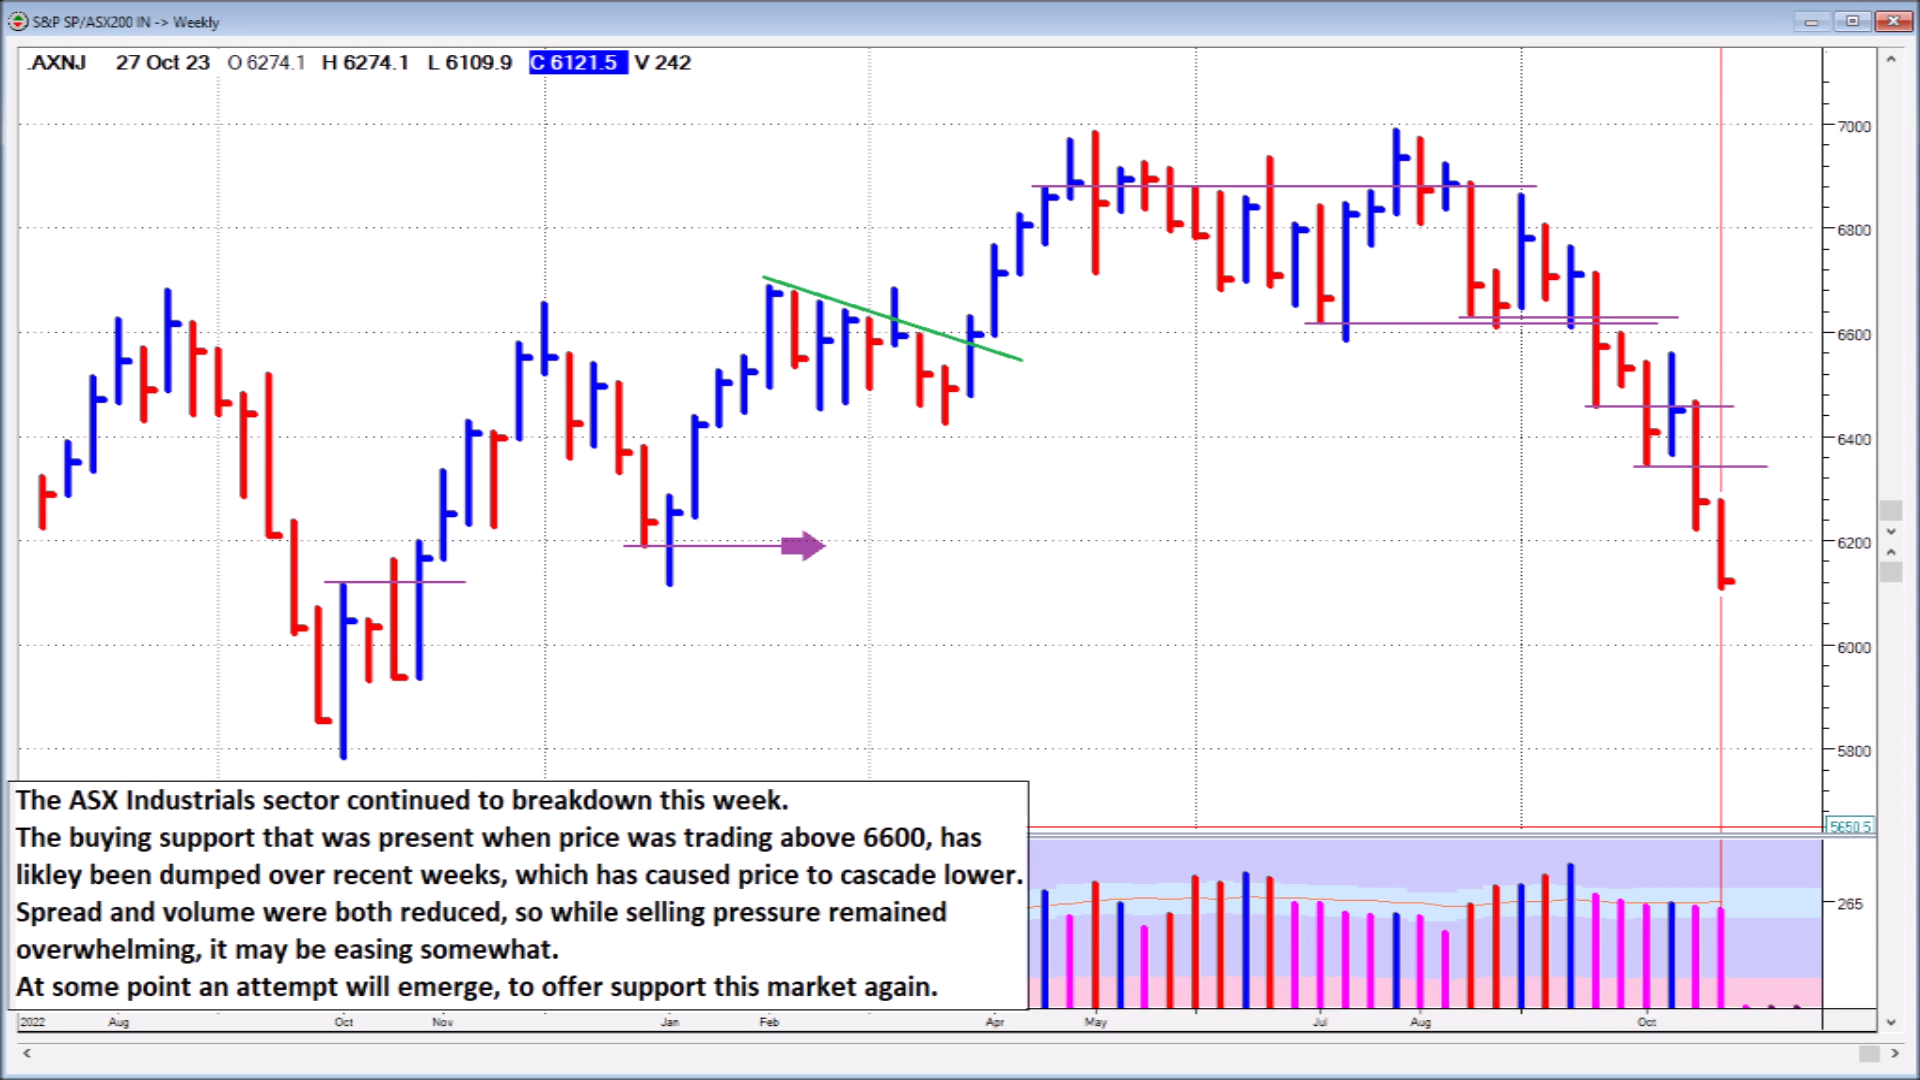 S&P SP/ASX200 IN -> Weekly
.AXNJ 27 Oct 23 O 6274.1 H 6274.1 L 6109.9 C 6121.5 V 242
7000
6800
6600
6400
6200
6000
5800
5650.5
265
The ASX Industrials sector continued to breakdown this week.
The buying support that was present when price was trading above 6600, has
likley been dumped over recent weeks, which has caused price to cascade lower.
Spread and volume were both reduced, so while selling pressure remained
overwhelming, it may be easing somewhat.
At some point an attempt will emerge, to offer support this market again.
2022 Aug Oct Nov Jan Feb Apr May Jul Aug Oct